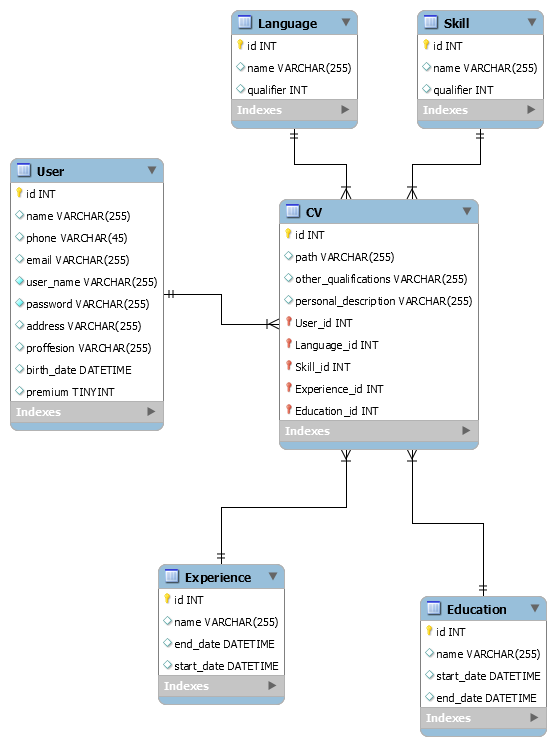 Language
id INT
name VARCHAR(255)
qualifier INT
Indexes
Skill
id INT
name VARCHAR(255)
qualifier INT
Indexes
User
id INT
name VARCHAR(255)
phone VARCHAR(45)
email VARCHAR(255)
user_name VARCHAR(255)
password VARCHAR(255)
address VARCHAR(255)
proffesion VARCHAR(255)
birth_date DATETIME
premium TINYINT
Indexes
CV
id INT
path VARCHAR(255)
other_qualifications VARCHAR(255)
personal_description VARCHAR(255)
User_id INT
Language_id INT
Skill_id INT
Experience_id INT
Education_id INT
Indexes
Experience
id INT
name VARCHAR(255)
end_date DATETIME
start_date DATETIME
Indexes
Education
id INT
name VARCHAR(255)
start_date DATETIME
end_date DATETIME
Indexes